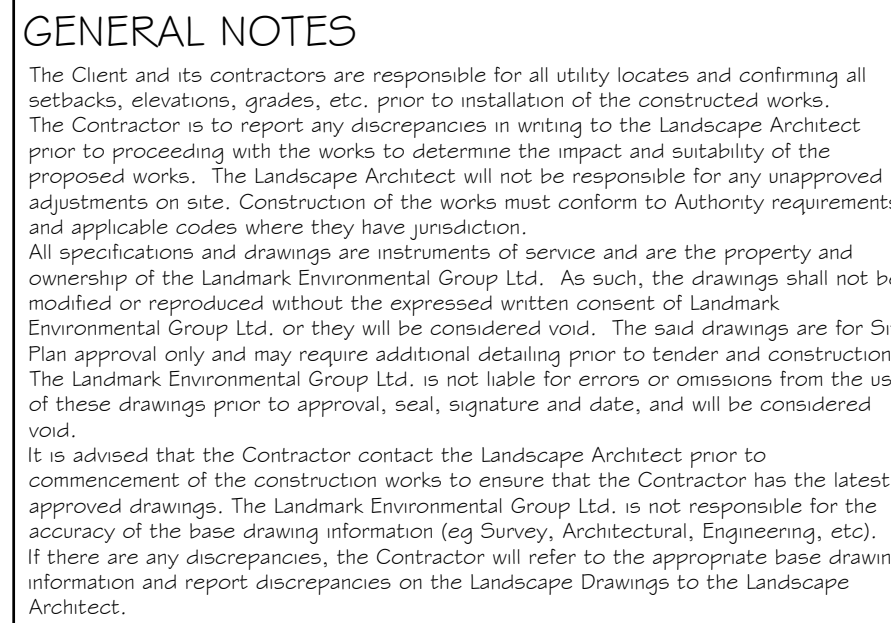 GENERAL NOTES
The Client and its contractors are responsible for all utility locates and confirming all
setbacks, elevations, grades, etc. prior to installation of the constructed works.
The Contractor is to report any discrepancies in writing to the Landscape Architect
prior to proceeding with the works to determine the impact and suitability of the
proposed works.  The Landscape Architect will not be responsible for any unapproved
adjustments on site. Construction of the works must conform to Authority requirements
and applicable codes where they have jurisdiction.
All specifications and drawings are instruments of service and are the property and
ownership of the Landmark Environmental Group Ltd.  As such, the drawings shall not be
modified or reproduced without the expressed written consent of Landmark
Environmental Group Ltd. or they will be considered void.  The said drawings are for
Plan approval only and may require additional detailing prior to tender and construction
The Landmark Environmental Group Ltd. is not liable for errors or omissions from the
of these drawings prior to approval, seal, signature and date, and will be considered
void.
It is advised that the Contractor contact the Landscape Architect prior to
commencement of the construction works to ensure that the Contractor has the latest
approved drawings. The Landmark Environmental Group Ltd. is not responsible for the
accuracy of the base drawing information (eg Survey, Architectural, Engineering, etc).
If there are any discrepancies, the Contractor will refer to the appropriate base
information and report discrepancies on the Landscape Drawings to the Landscape
Architect.